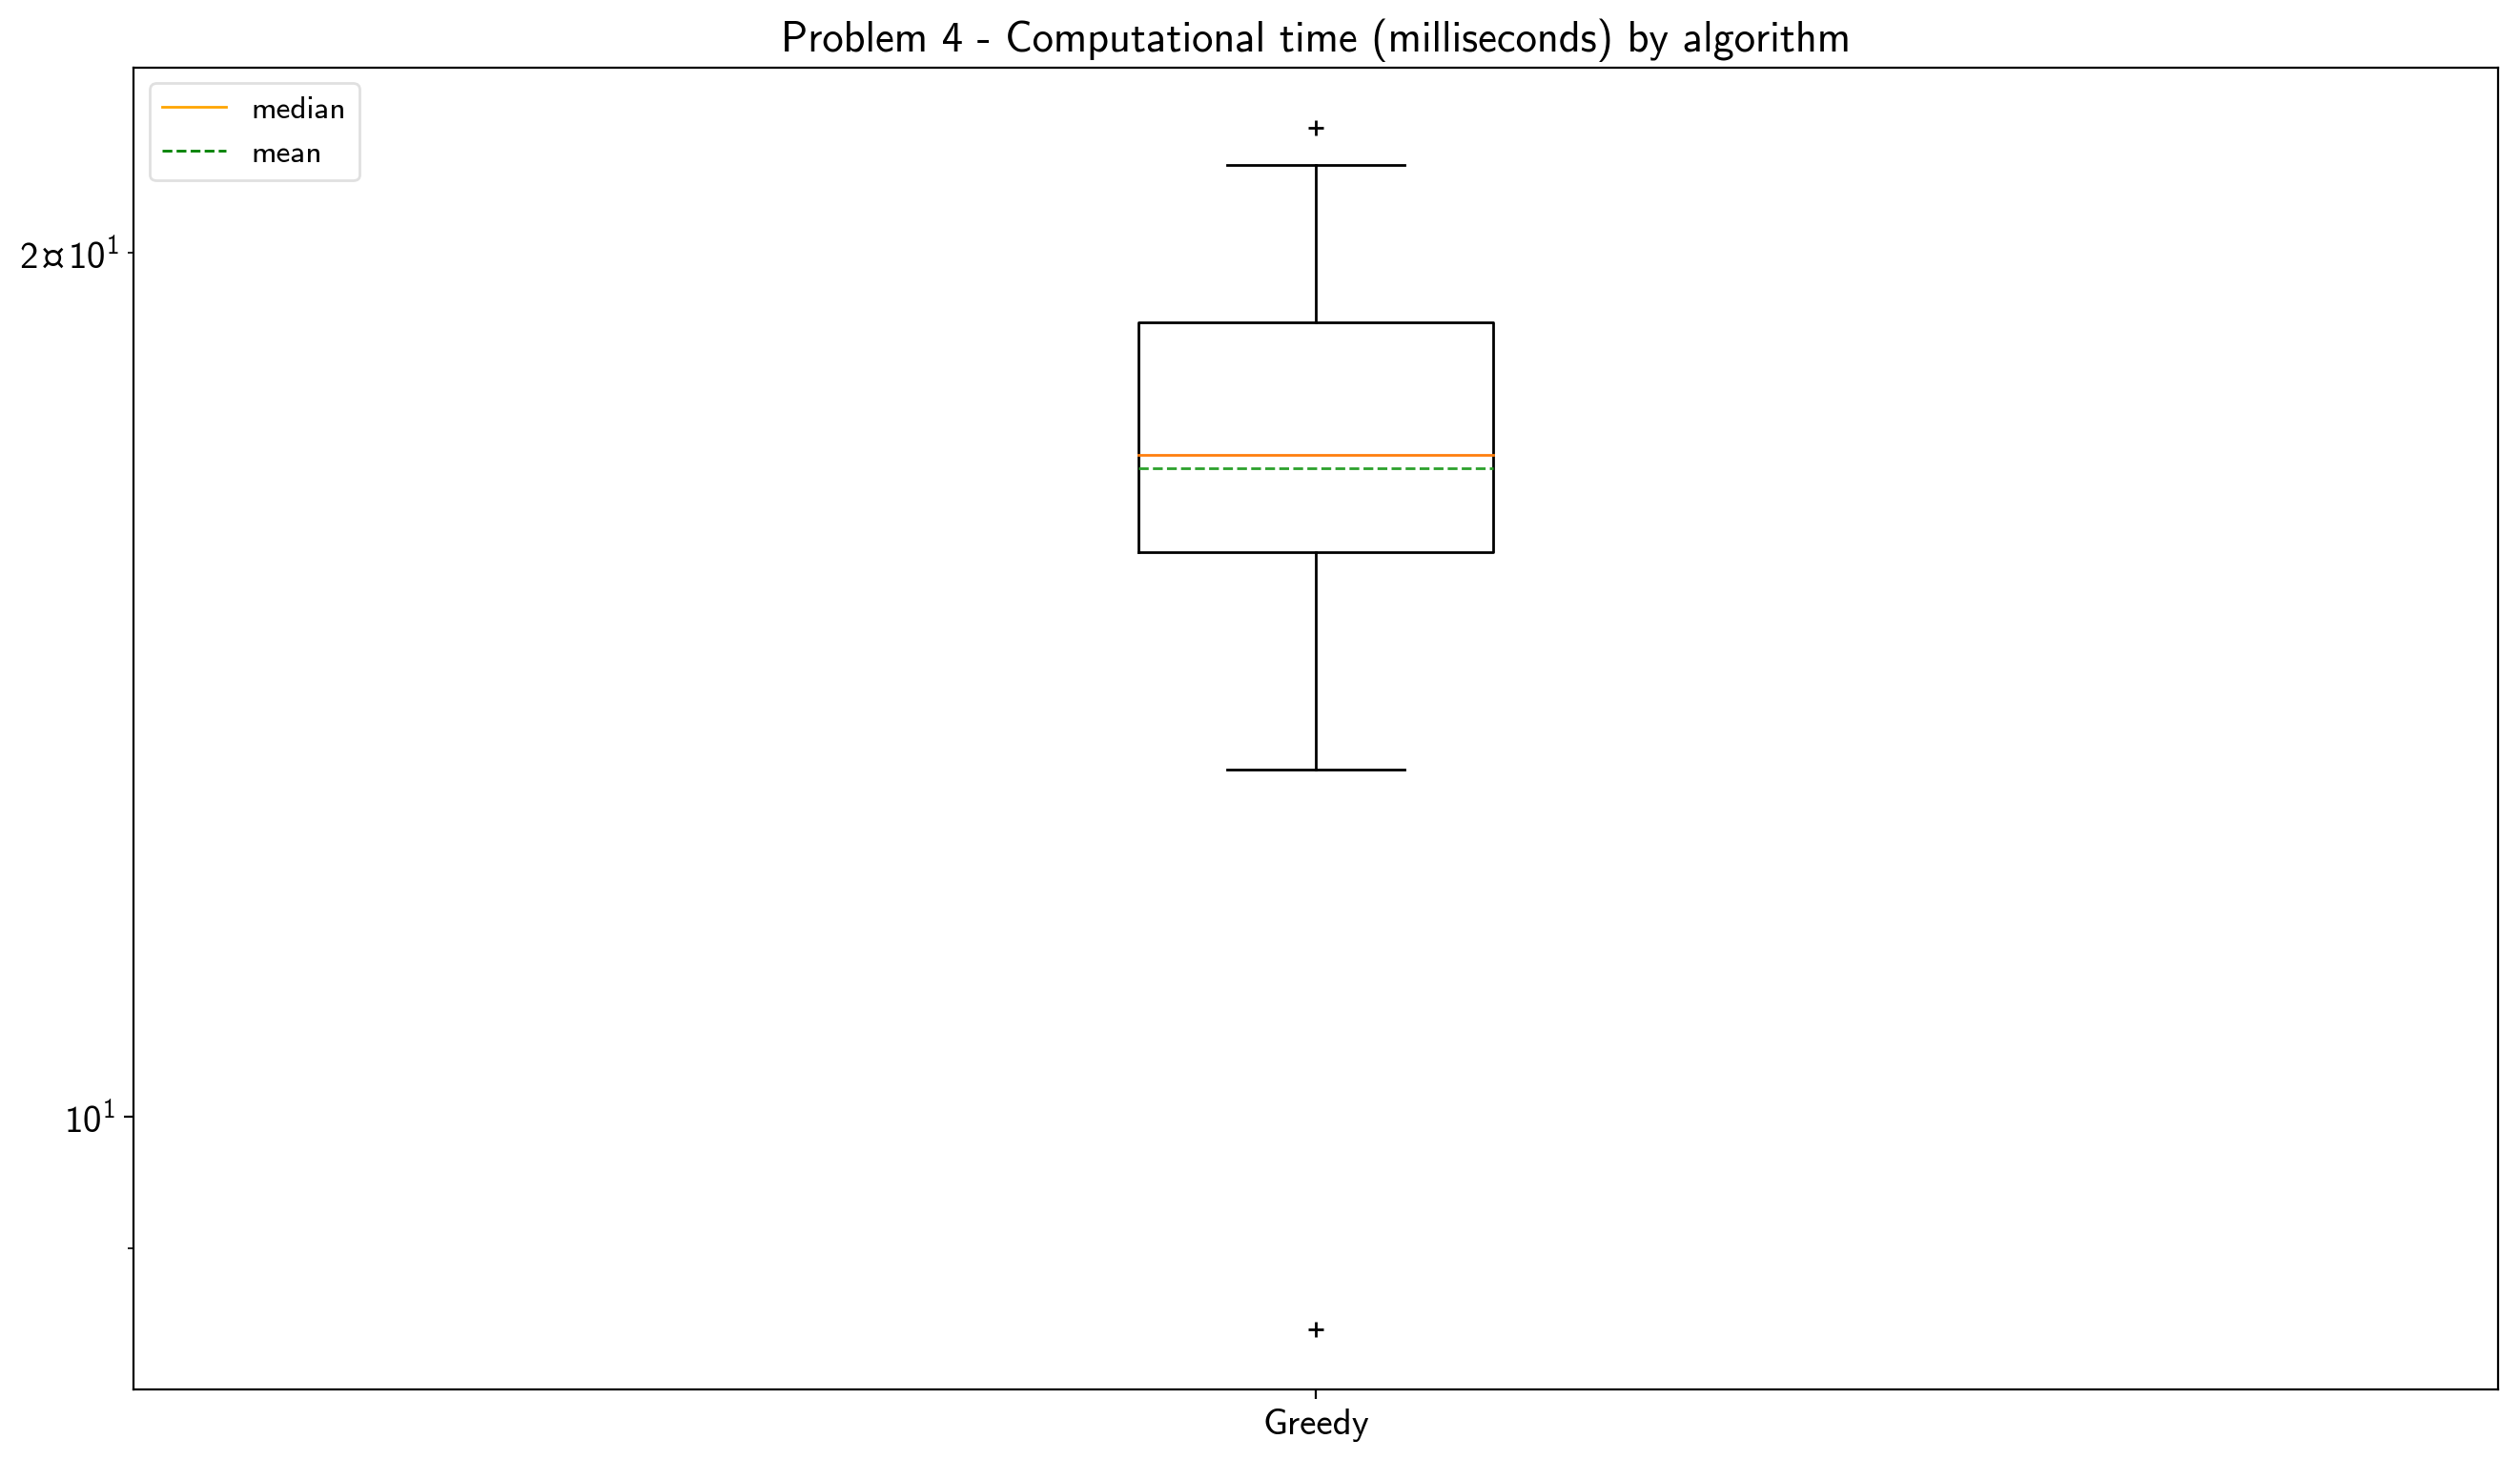 Problem 4 - Computational time (milliseconds) by algorithm
median
mean
2¤10¹
10¹
Greedy